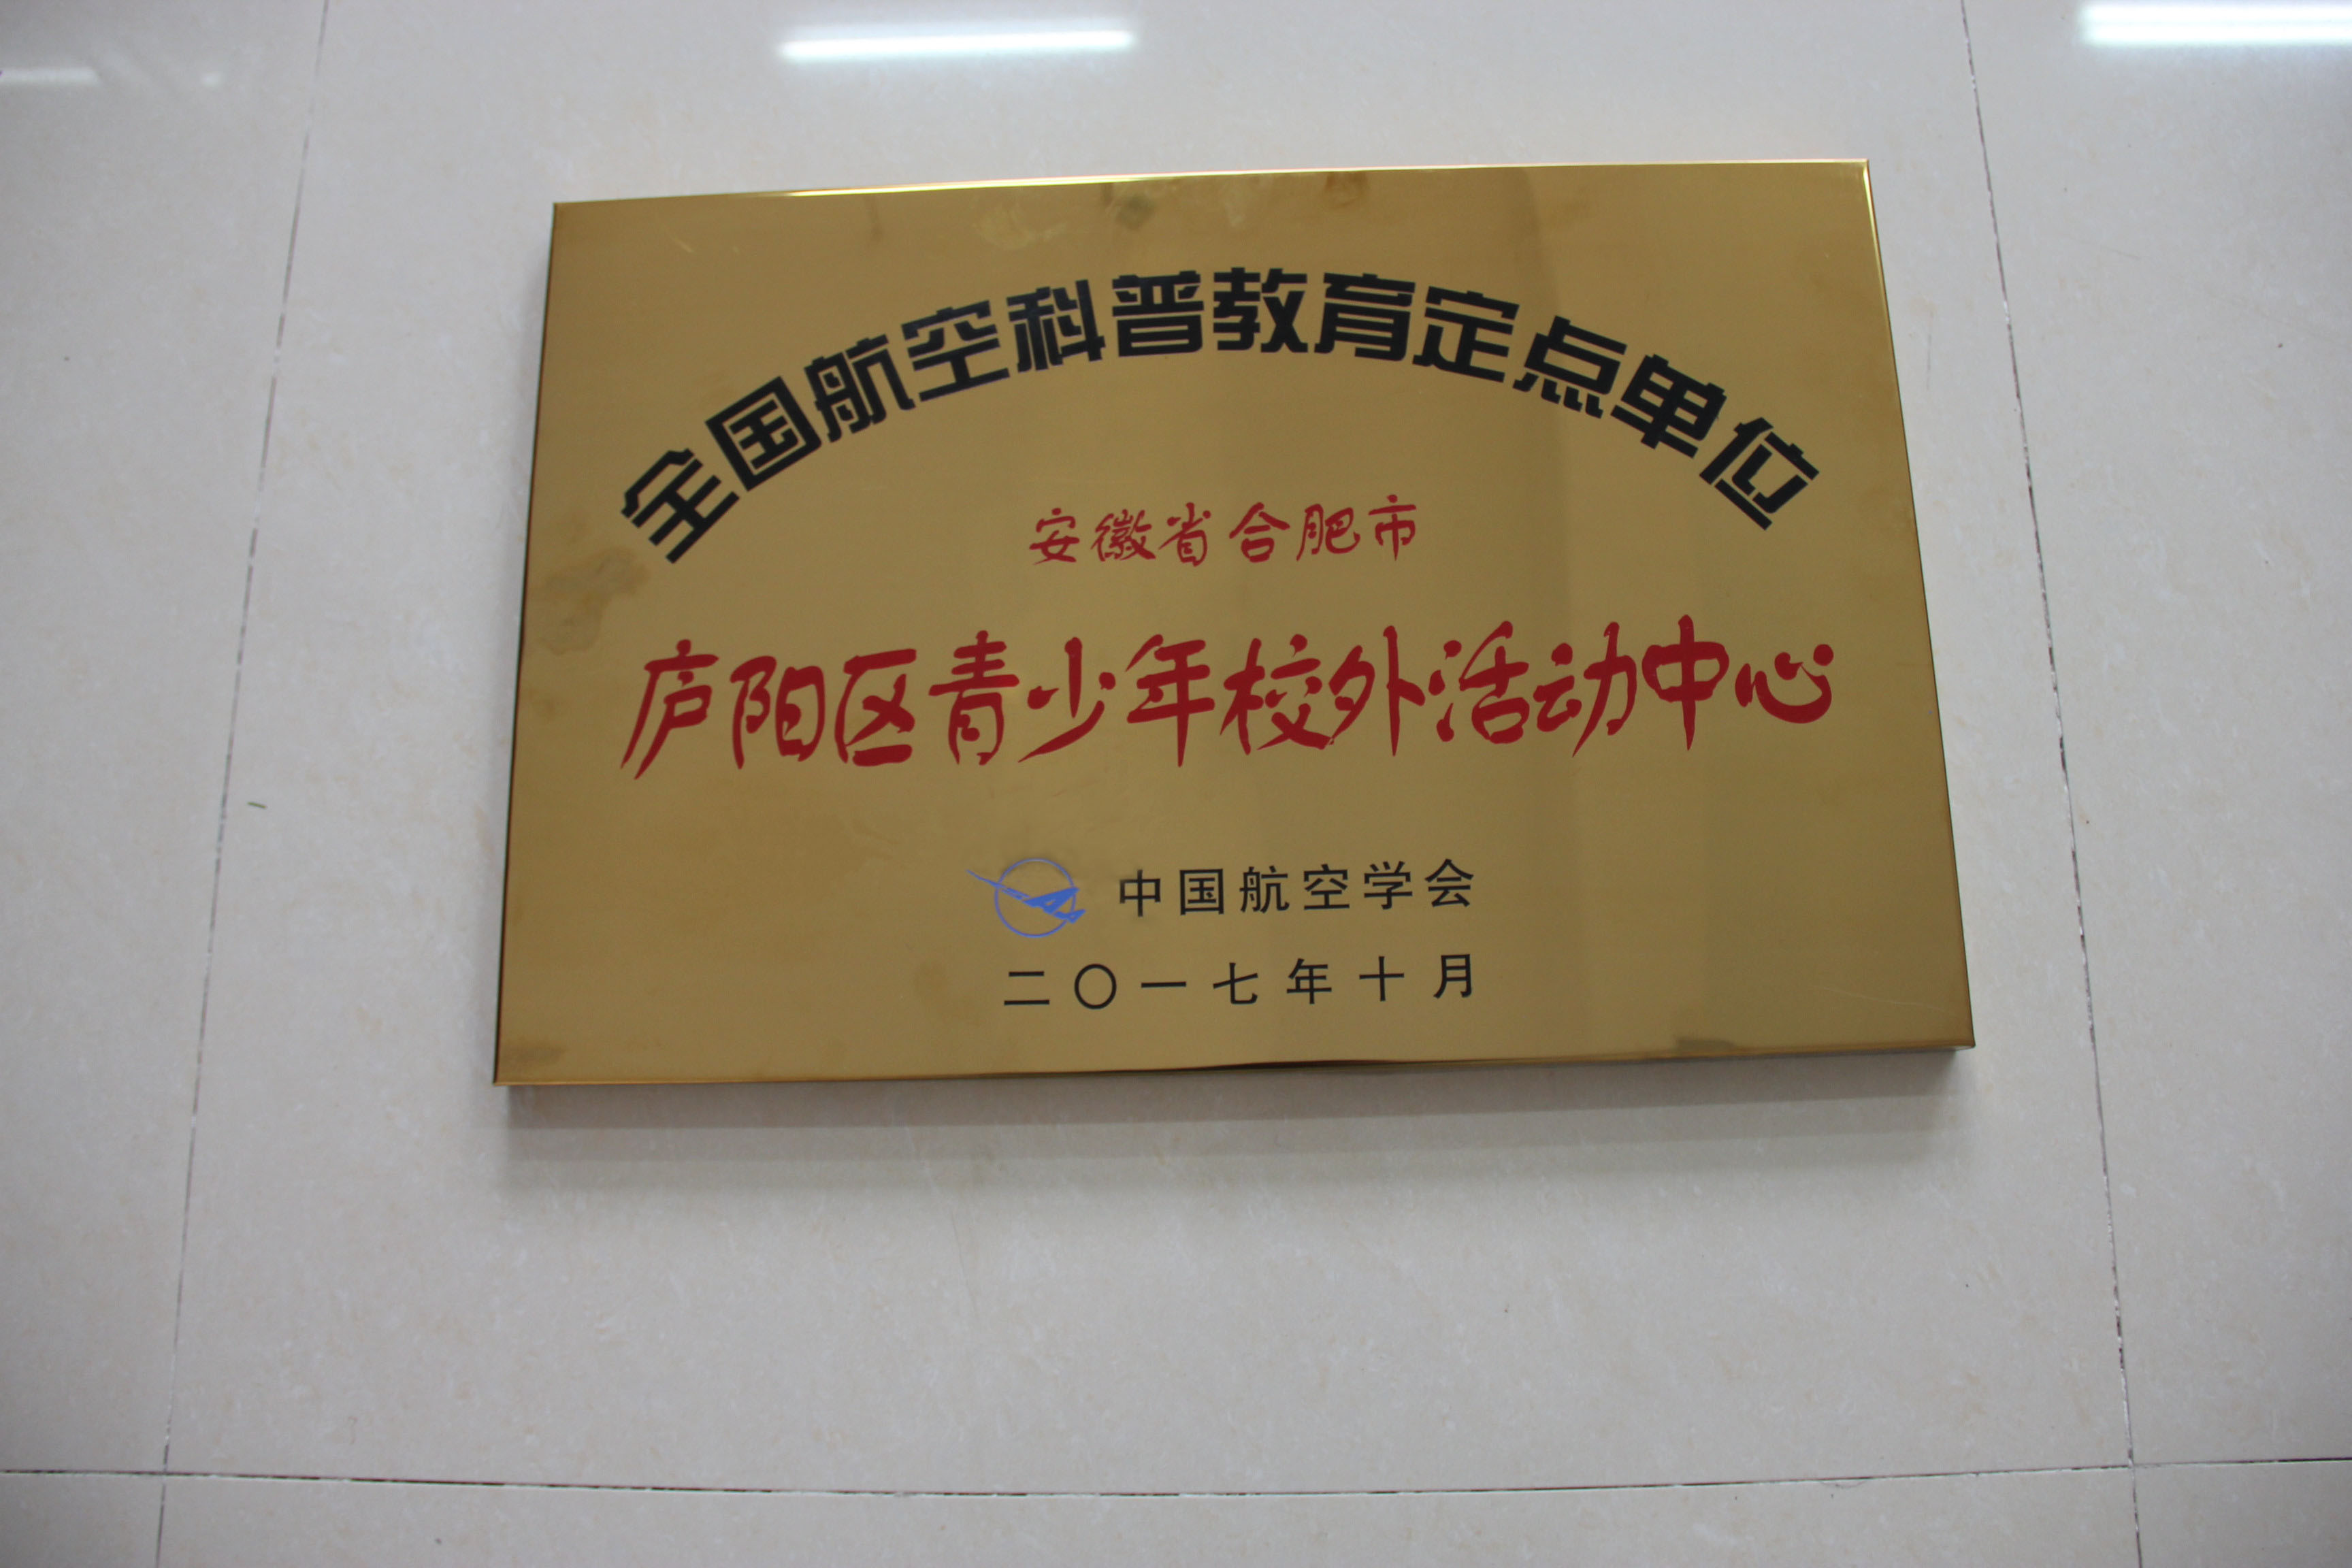 全国航空科普教育定点单位
安徽省合肥市
庐阳区青少年校外活动中心
中国航空学会
二〇一七年十月